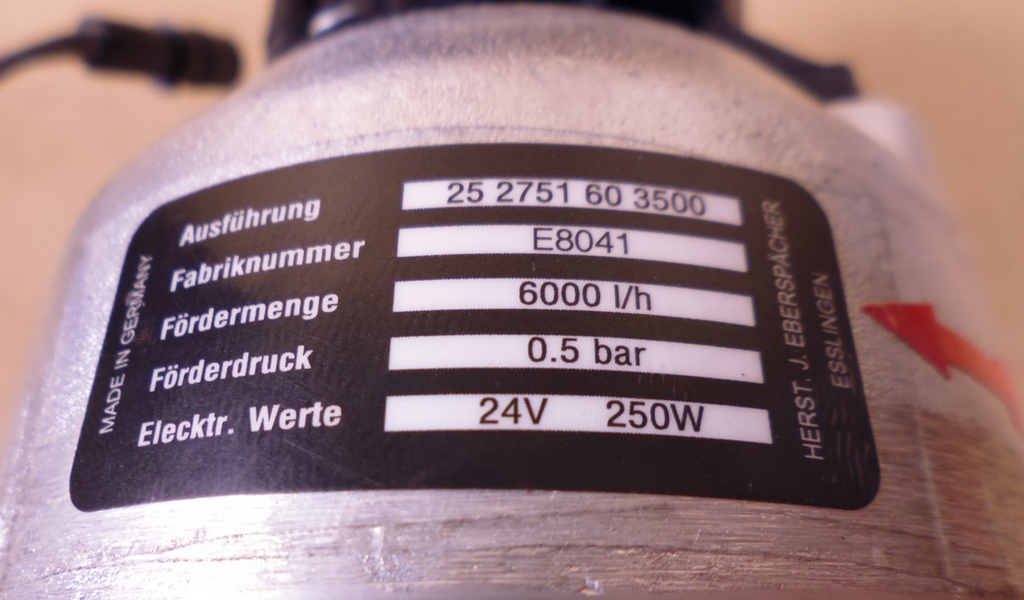 Ausführung 25 2751 60 3500
Fabriknummer E8041
Fördermenge 6000 l/h
Förderdruck 0.5 bar
Elecktr. Werte 24V 250W
MADE IN GERMANY
HERST. J. EBERSPÄCHER
ESSLINGEN